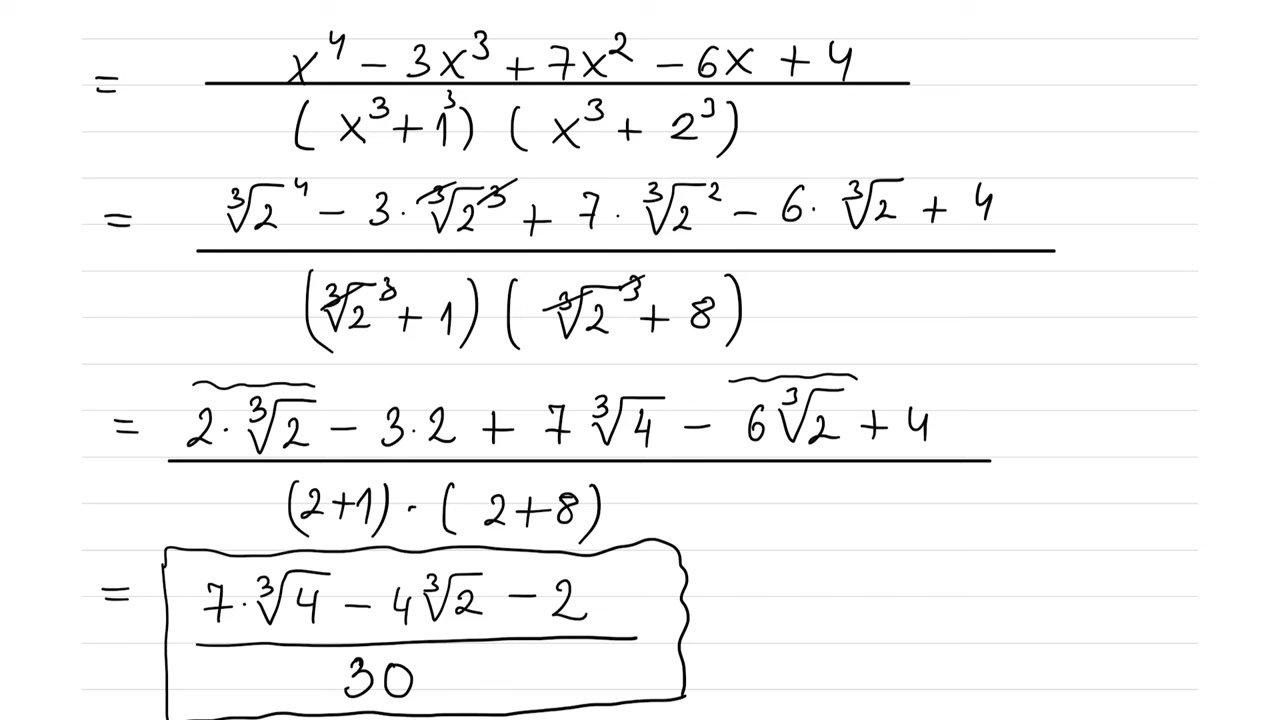 = x⁴ − 3x³ + 7x² − 6x + 4
(x³ + 1³) (x³ + 2³)
= ∛2⁴ − 3·∛2³ + 7·∛2² − 6·∛2 + 4
(∛2³ + 1) (∛2³ + 8)
= 2·∛2 − 3·2 + 7∛4 − 6∛2 + 4
(2+1)·(2+8)
= 7·∛4 − 4∛2 − 2
30